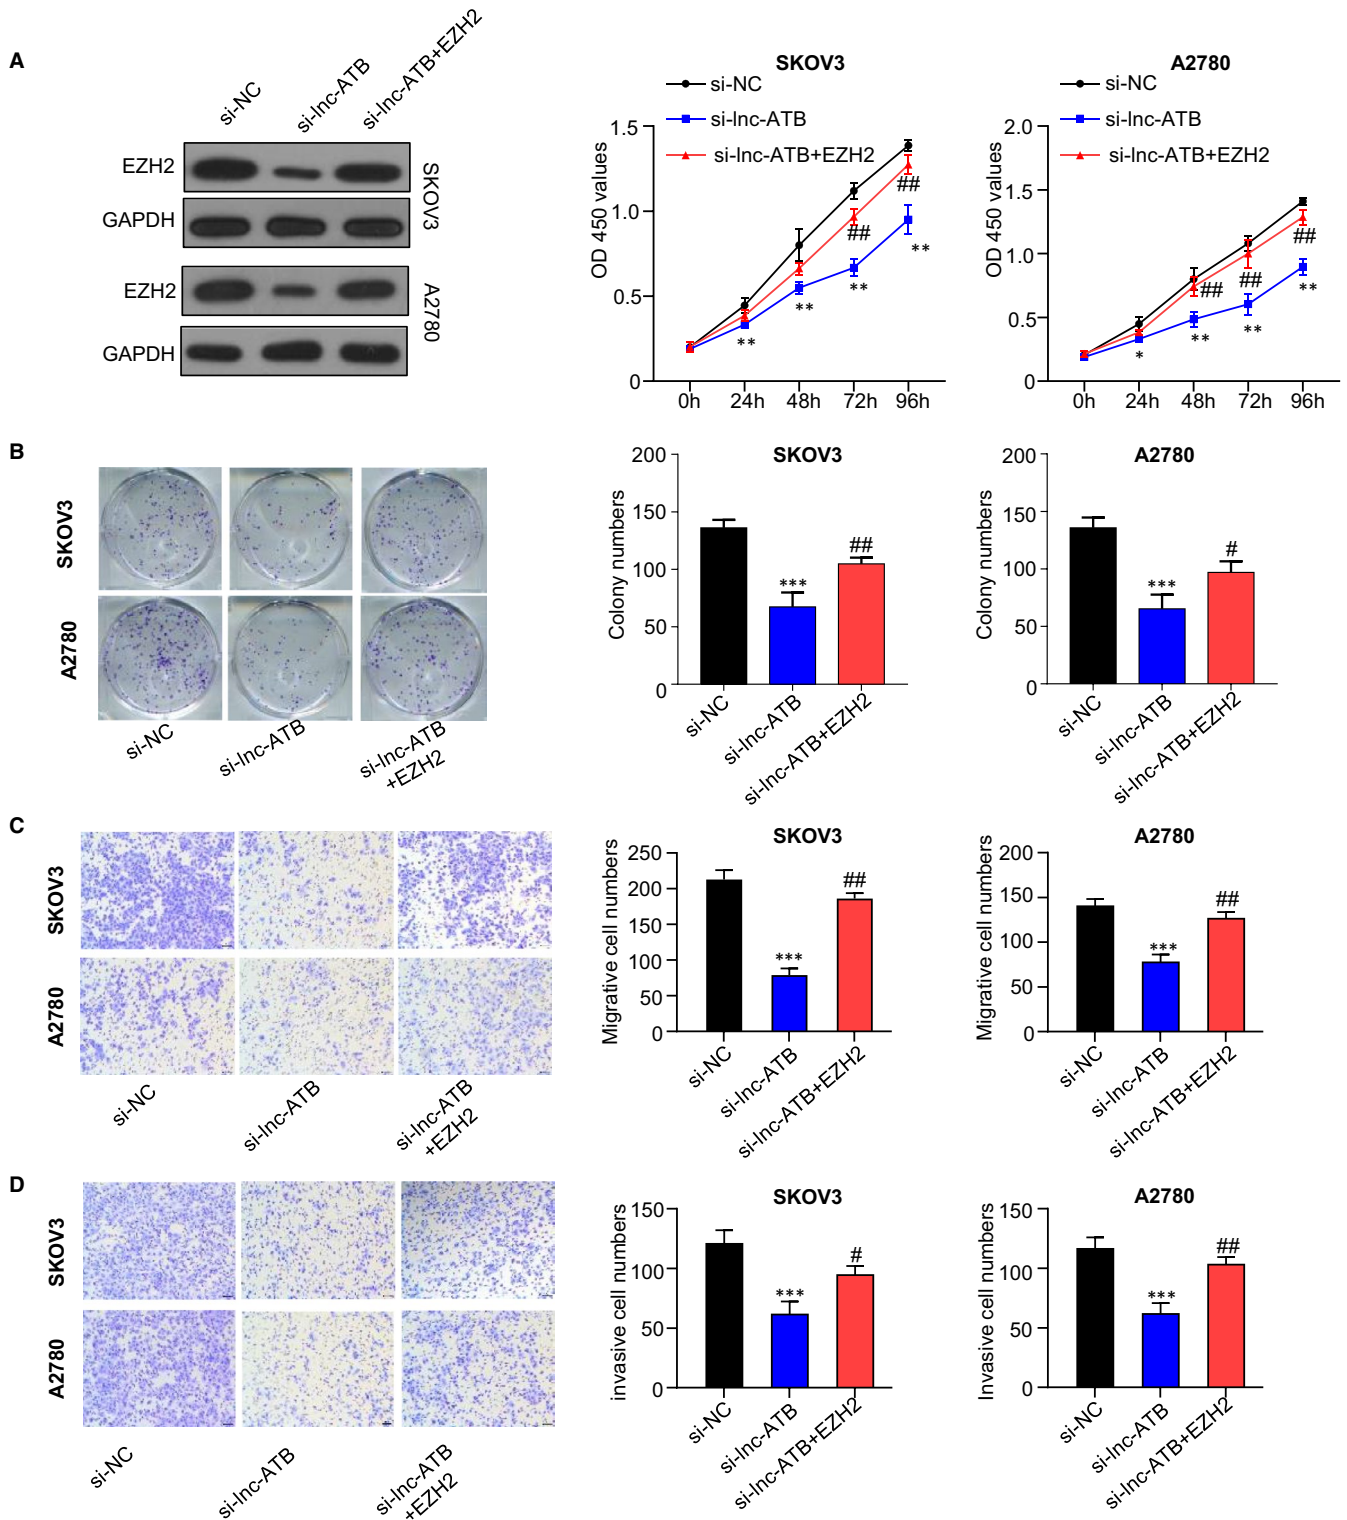 A
si-NC
si-lnc-ATB
si-lnc-ATB+EZH2
EZH2
GAPDH
SKOV3
EZH2
GAPDH
A2780
SKOV3
si-NC
si-lnc-ATB
si-lnc-ATB+EZH2
OD 450 values
1.5
1.0
0.5
0
##
##
**
**
**
**
0h 24h 48h 72h 96h
A2780
si-NC
si-lnc-ATB
si-lnc-ATB+EZH2
OD 450 values
2.0
1.5
1.0
0.5
0
##
##
##
*
**
**
**
0h 24h 48h 72h 96h
B
SKOV3
A2780
si-NC
si-lnc-ATB
si-lnc-ATB
+EZH2
SKOV3
Colony numbers
200
150
100
50
0
***
##
si-NC
si-lnc-ATB
si-lnc-ATB+EZH2
A2780
Colony numbers
200
150
100
50
0
***
#
si-NC
si-lnc-ATB
si-lnc-ATB+EZH2
C
SKOV3
A2780
si-NC
si-lnc-ATB
si-lnc-ATB
+EZH2
SKOV3
Migrative cell numbers
250
200
150
100
50
0
***
##
si-NC
si-lnc-ATB
si-lnc-ATB+EZH2
A2780
Migrative cell numbers
200
150
100
50
0
***
##
si-NC
si-lnc-ATB
si-lnc-ATB+EZH2
D
SKOV3
A2780
si-NC
si-lnc-ATB
si-lnc-ATB
+EZH2
SKOV3
invasive cell numbers
150
100
50
0
***
#
si-NC
si-lnc-ATB
si-lnc-ATB+EZH2
A2780
Invasive cell numbers
150
100
50
0
***
##
si-NC
si-lnc-ATB
si-lnc-ATB+EZH2